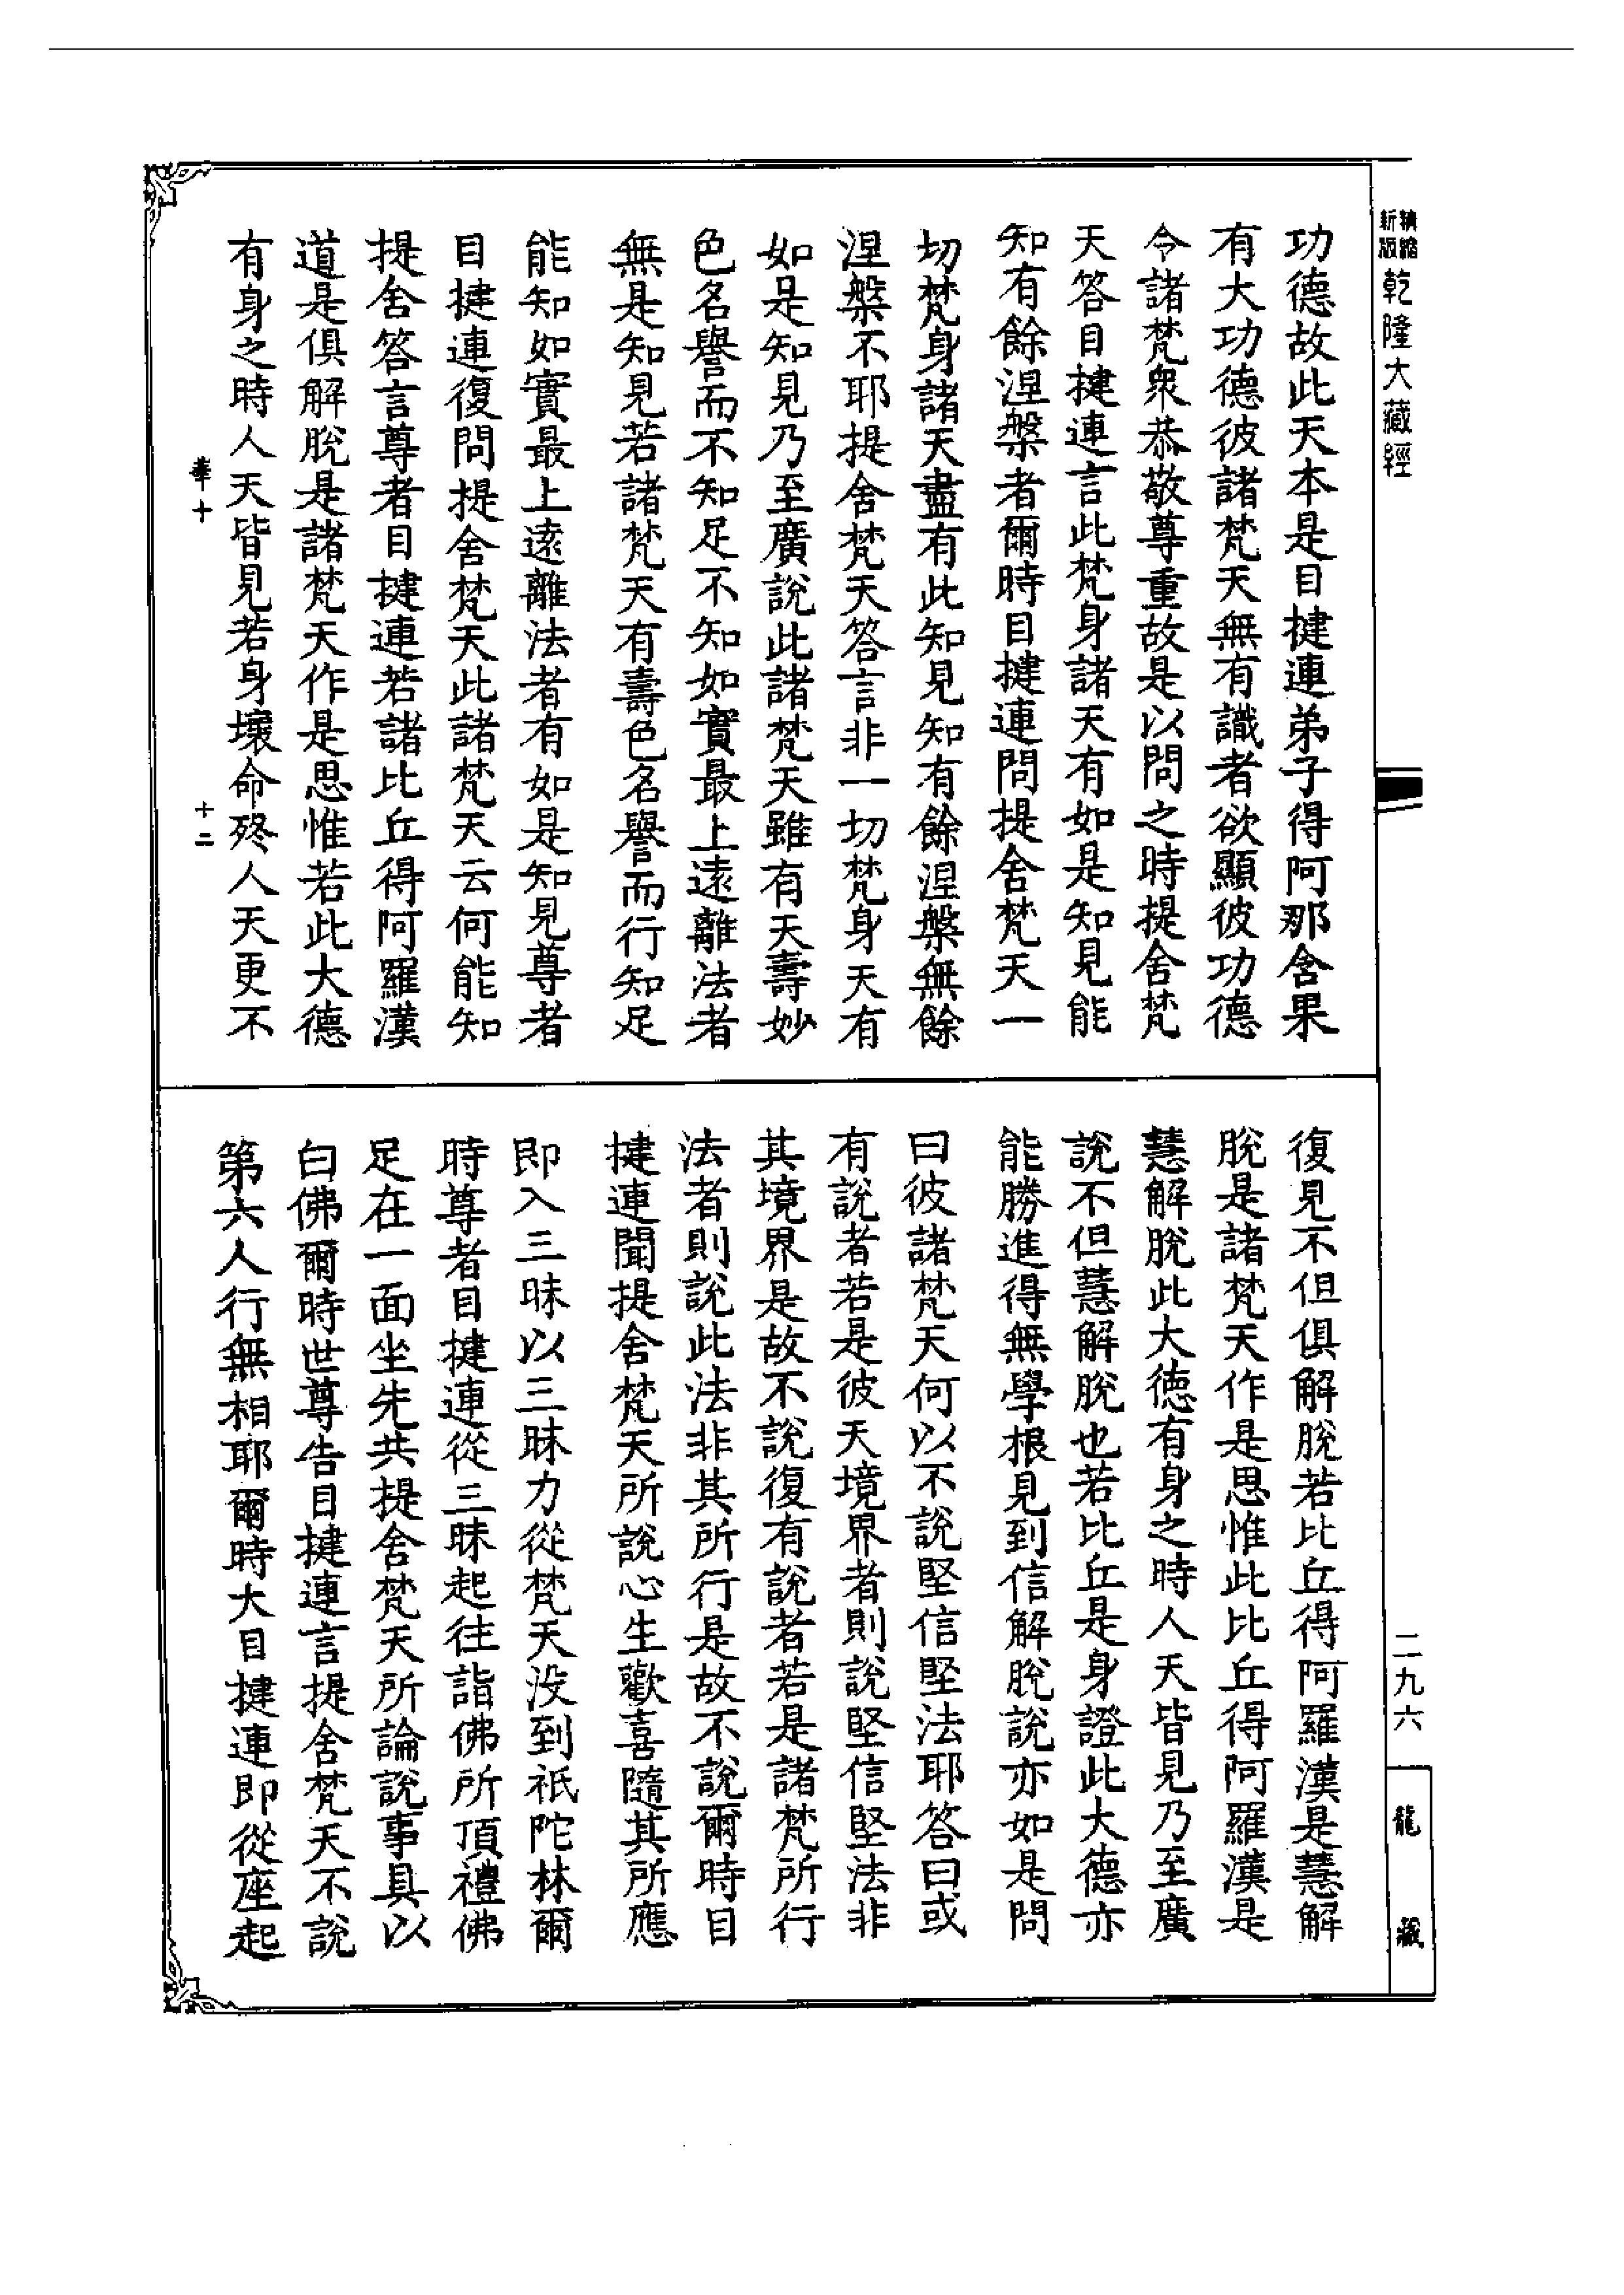 精縮
新版
乾隆大藏經
功德故此天本是目揵連弟子得阿那含果
有大功德彼諸梵天無有識者欲顯彼功德
令諸梵衆恭敬尊重故是以問之時提舍梵
天答目揵連言此梵身諸天有如是知見能
知有餘涅槃者爾時目揵連問提舍梵天一
切梵身諸天盡有此知見知有餘涅槃無餘
涅槃不耶提舍梵天答言非一切梵身天有
如是知見乃至廣說此諸梵天雖有天壽妙
色名譽而不知足不知如實最上遠離法者
無是知見若諸梵天有壽色名譽而行知足
能知如實最上遠離法者有如是知見尊者
目揵連復問提舍梵天此諸梵天云何能知
提舍答言尊者目揵連若諸比丘得阿羅漢
道是俱解脫是諸梵天作是思惟若此大德
有身之時人天皆見若身壞命終人天更不
華十
十二
復見不但俱解脫若比丘得阿羅漢是慧解
脫是諸梵天作是思惟此比丘得阿羅漢是
慧解脫此大德有身之時人天皆見乃至廣
說不但慧解脫也若比丘是身證此大德亦
能勝進得無學根見到信解脫說亦如是問
曰彼諸梵天何以不說堅信堅法耶答曰或
有說者若是彼天境界者則說堅信堅法非
其境界是故不說復有說者若是諸梵所行
法者則說此法非其所行是故不說爾時目
揵連聞提舍梵天所說心生歡喜隨其所應
即入三昧以三昧力從梵天没到祇陀林爾
時尊者目揵連從三昧起往詣佛所頂禮佛
足在一面坐先共提舍梵天所論說事具以
白佛爾時世尊告目揵連言提舍梵天不說
第六人行無相耶爾時大目揵連即從座起
二九六
龍藏